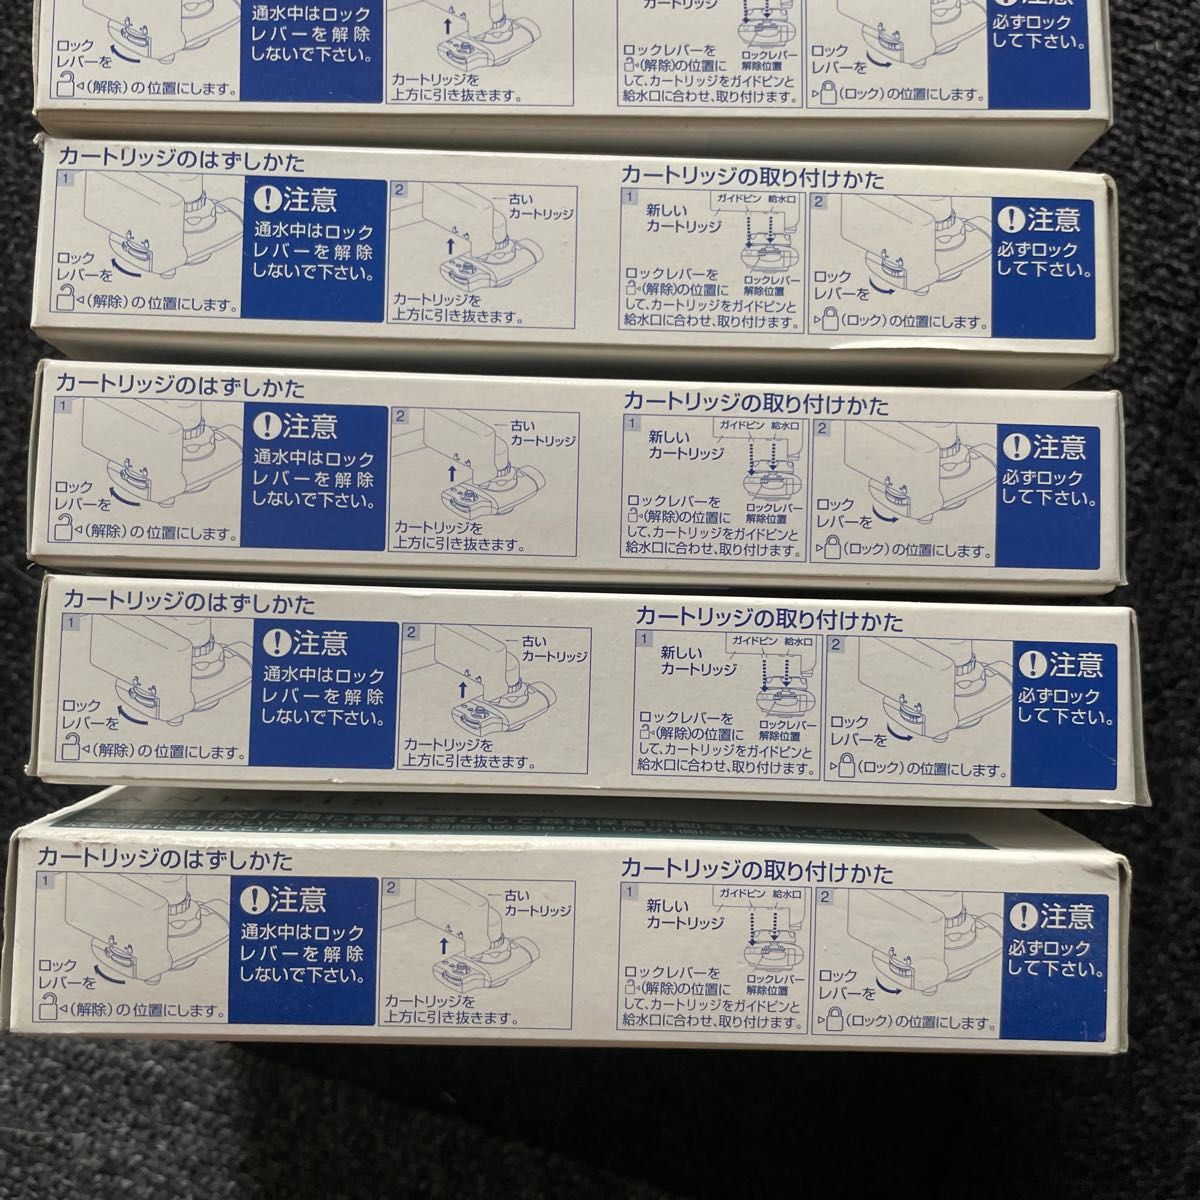 通水中はロック
レバーを解除
しないで下さい。
ロック
レバーを
(解除)の位置にします。
カートリッジを
上方に引き抜きます。
カートリッジ
ロックレバーを
(解除)の位置に
して、カートリッジをガイドピンと
給水口に合わせ、取り付けます。
ロックレバー
解除位置
ロック
レバーを
(ロック)の位置にします。
注意
必ずロック
して下さい。
カートリッジのはずしかた
1
ロック
レバーを
(解除)の位置にします。
注意
通水中はロック
レバーを解除
しないで下さい。
2
古い
カートリッジ
カートリッジを
上方に引き抜きます。
カートリッジの取り付けかた
1
新しい
カートリッジ
ガイドピン 給水口
ロックレバーを
(解除)の位置に
して、カートリッジをガイドピンと
給水口に合わせ、取り付けます。
ロックレバー
解除位置
2
ロック
レバーを
(ロック)の位置にします。
注意
必ずロック
して下さい。
カートリッジのはずしかた
1
ロック
レバーを
(解除)の位置にします。
注意
通水中はロック
レバーを解除
しないで下さい。
2
古い
カートリッジ
カートリッジを
上方に引き抜きます。
カートリッジの取り付けかた
1
新しい
カートリッジ
ガイドピン 給水口
ロックレバーを
(解除)の位置に
して、カートリッジをガイドピンと
給水口に合わせ、取り付けます。
ロックレバー
解除位置
2
ロック
レバーを
(ロック)の位置にします。
注意
必ずロック
して下さい。
カートリッジのはずしかた
1
ロック
レバーを
(解除)の位置にします。
注意
通水中はロック
レバーを解除
しないで下さい。
2
古い
カートリッジ
カートリッジを
上方に引き抜きます。
カートリッジの取り付けかた
1
新しい
カートリッジ
ガイドピン 給水口
ロックレバーを
(解除)の位置に
して、カートリッジをガイドピンと
給水口に合わせ、取り付けます。
ロックレバー
解除位置
2
ロック
レバーを
(ロック)の位置にします。
注意
必ずロック
して下さい。
カートリッジのはずしかた
1
ロック
レバーを
(解除)の位置にします。
注意
通水中はロック
レバーを解除
しないで下さい。
2
古い
カートリッジ
カートリッジを
上方に引き抜きます。
カートリッジの取り付けかた
1
新しい
カートリッジ
ガイドピン 給水口
ロックレバーを
(解除)の位置に
して、カートリッジをガイドピンと
給水口に合わせ、取り付けます。
ロックレバー
解除位置
2
ロック
レバーを
(ロック)の位置にします。
注意
必ずロック
して下さい。